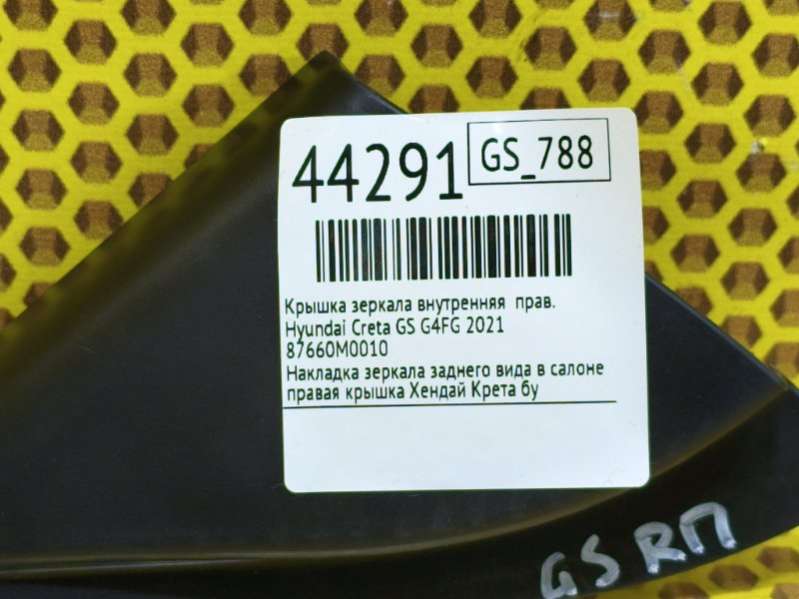 44291 GS_788
Крышка зеркала внутренняя прав.
Hyundai Creta GS G4FG 2021
87660M0010
Накладка зеркала заднего вида в салоне
правая крышка Хендай Крета бу
GS RП